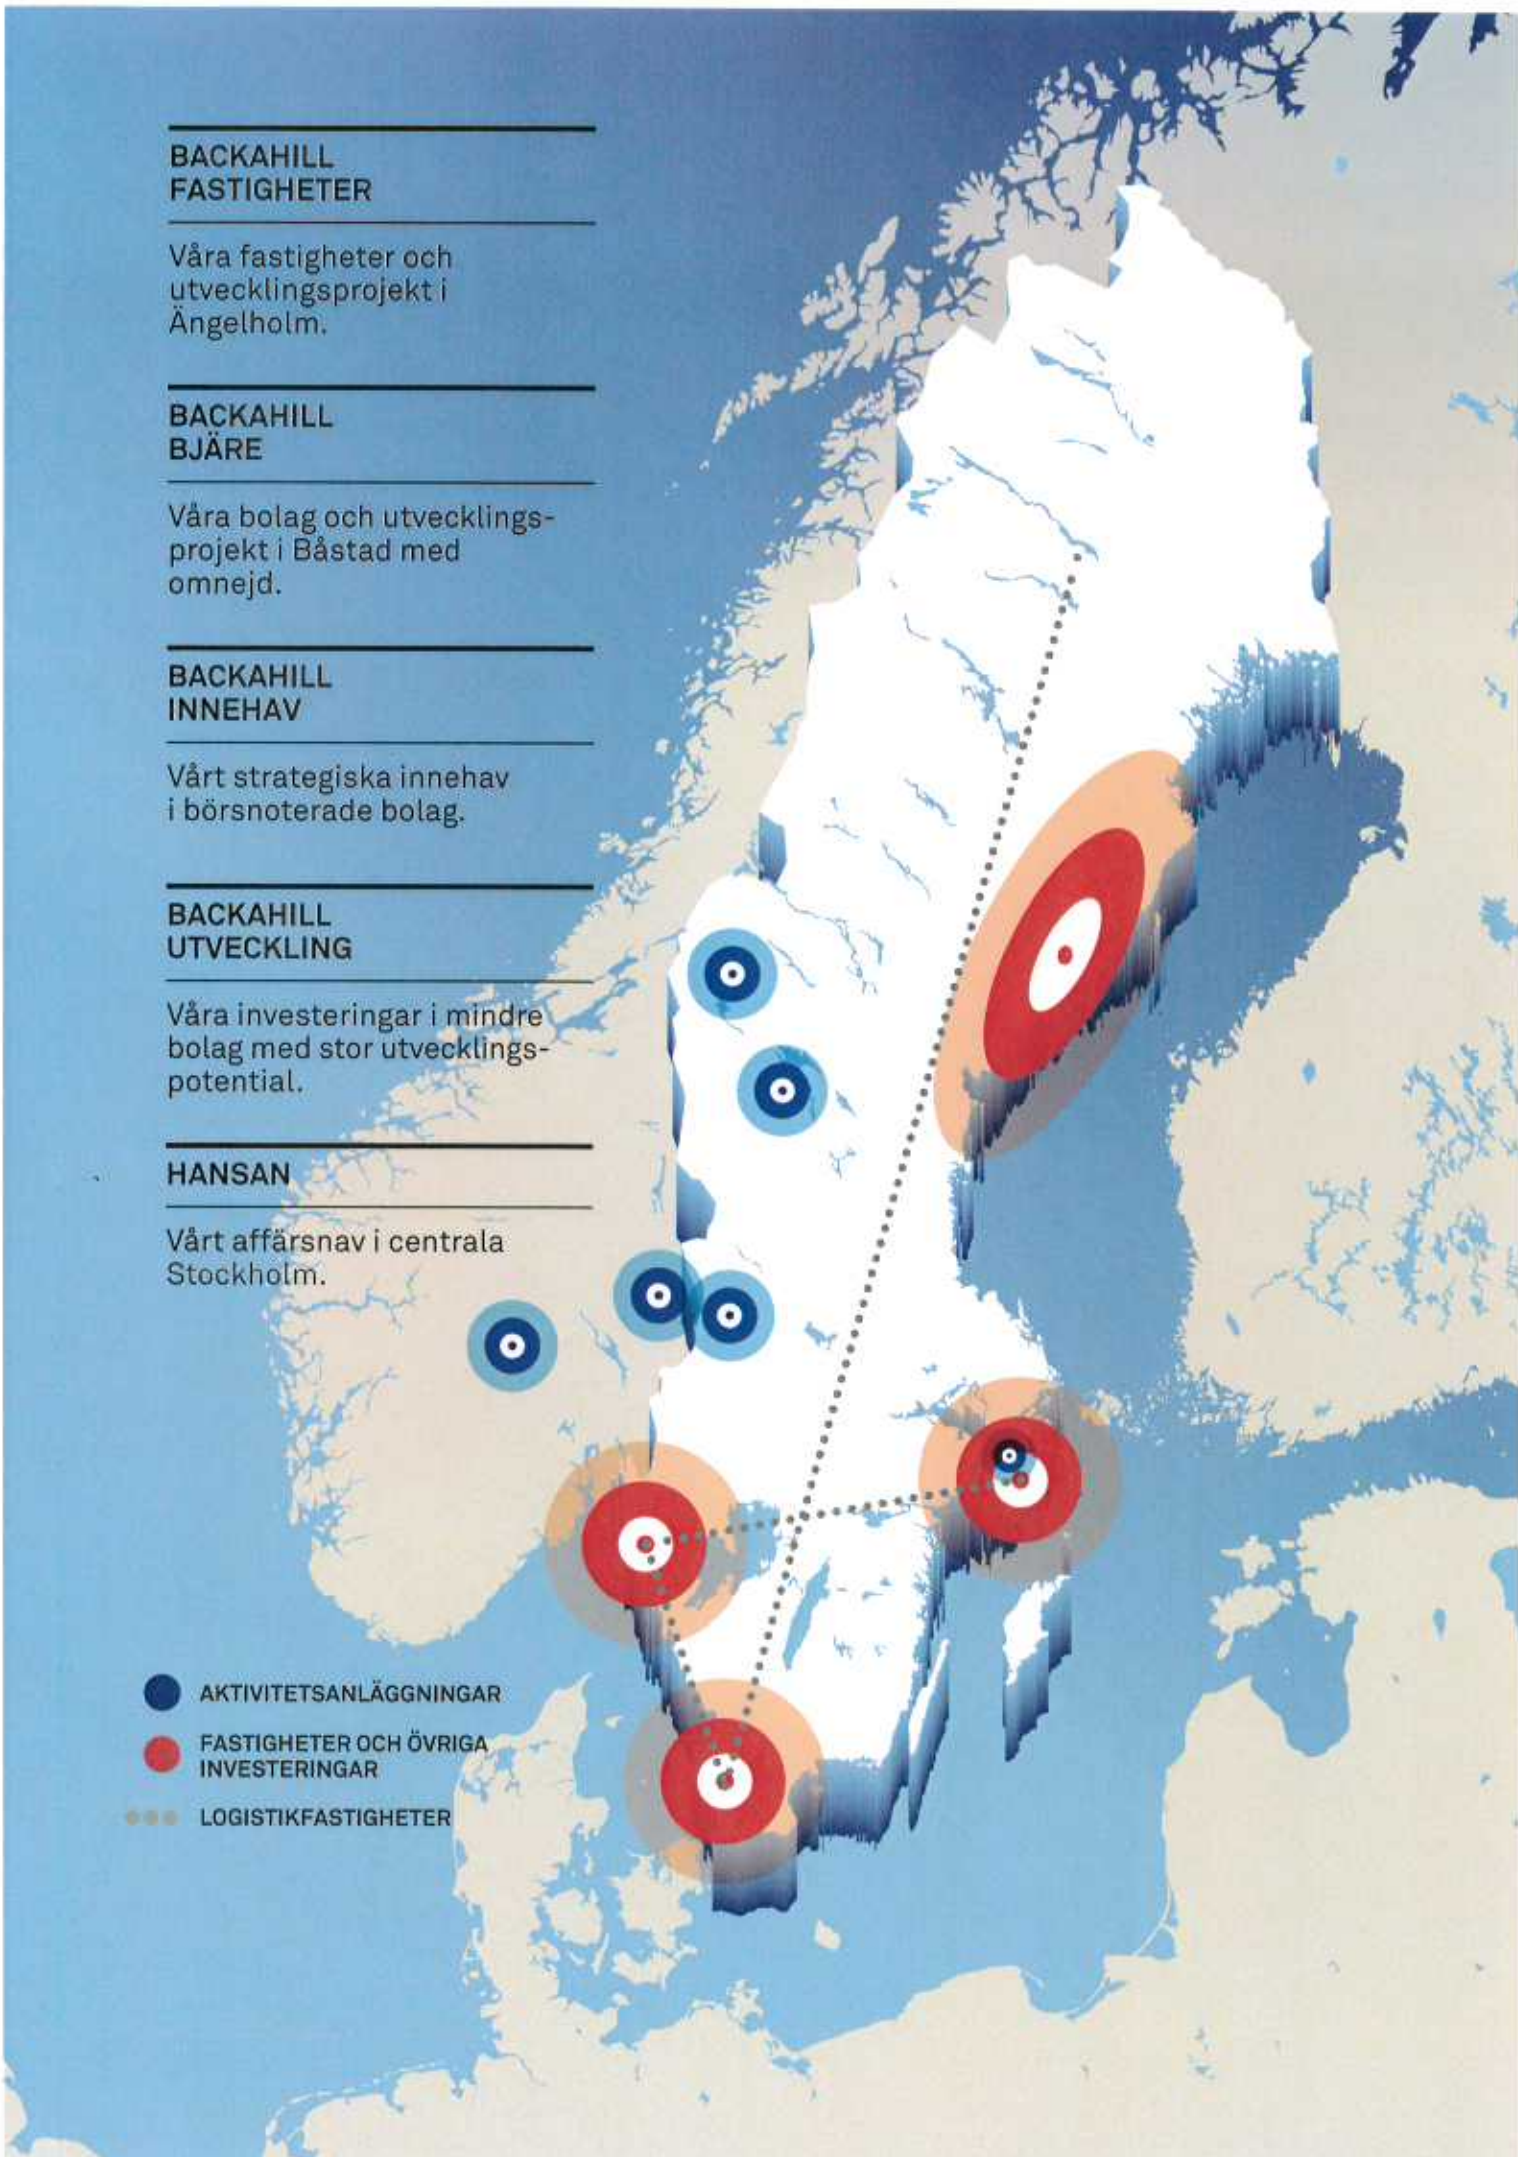 BACKAHILL
FASTIGHETER
Våra fastigheter och
utvecklingsprojekt i
Ängelholm.
BACKAHILL
BJÄRE
Våra bolag och utvecklings-
projekt i Båstad med
omnejd.
BACKAHILL
INNEHAV
Vårt strategiska innehav
i börsnoterade bolag.
BACKAHILL
UTVECKLING
Våra investeringar i mindre
bolag med stor utvecklings-
potential.
HANSAN
Vårt affärsnav i centrala
Stockholm.
AKTIVITETSANLÄGGNINGAR
FASTIGHETER OCH ÖVRIGA
INVESTERINGAR
LOGISTIKFASTIGHETER